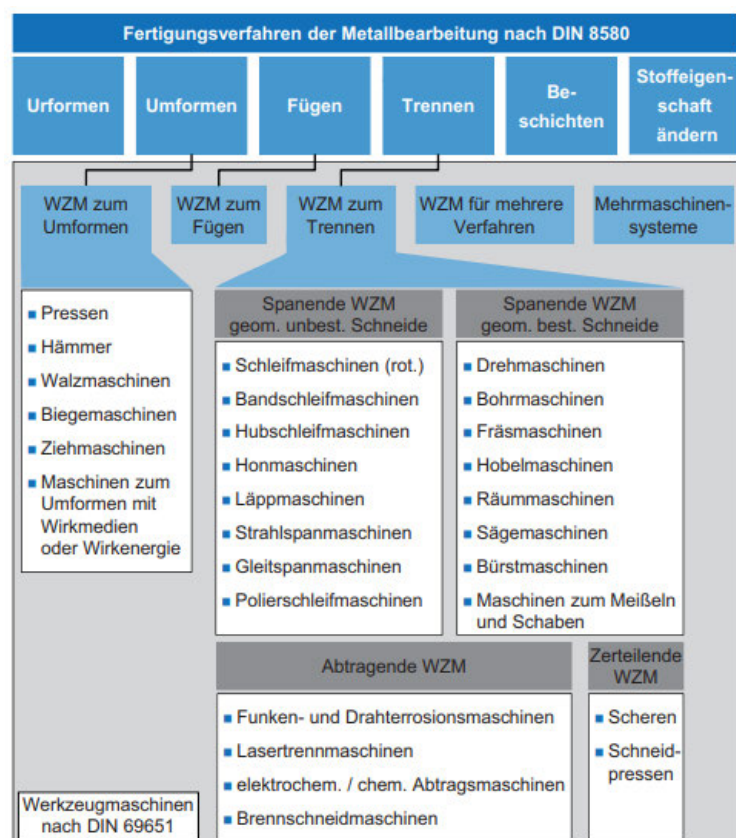 Fertigungsverfahren der Metallbearbeitung nach DIN 8580
Urformen
Umformen
Fügen
Trennen
Be-
schichten
Stoffeigen-
schaft
ändern
WZM zum
Umformen
WZM zum
Fügen
WZM zum
Trennen
WZM für mehrere
Verfahren
Mehrmaschinen-
systeme
Pressen
Hämmer
Walzmaschinen
Biegemaschinen
Ziehmaschinen
Maschinen zum
Umformen mit
Wirkmedien
oder Wirkenergie
Spanende WZM
geom. unbest. Schneide
Schleifmaschinen (rot.)
Bandschleifmaschinen
Hubschleifmaschinen
Honmaschinen
Läppmaschinen
Strahlspanmaschinen
Gleitspanmaschinen
Polierschleifmaschinen
Spanende WZM
geom. best. Schneide
Drehmaschinen
Bohrmaschinen
Fräsmaschinen
Hobelmaschinen
Räummaschinen
Sägemaschinen
Bürstmaschinen
Maschinen zum Meißeln
und Schaben
Abtragende WZM
Funken- und Drahterrosionsmaschinen
Lasertrennmaschinen
elektrochem. / chem. Abtragsmaschinen
Brennschneidmaschinen
Zerteilende
WZM
Scheren
Schneid-
pressen
Werkzeugmaschinen
nach DIN 69651